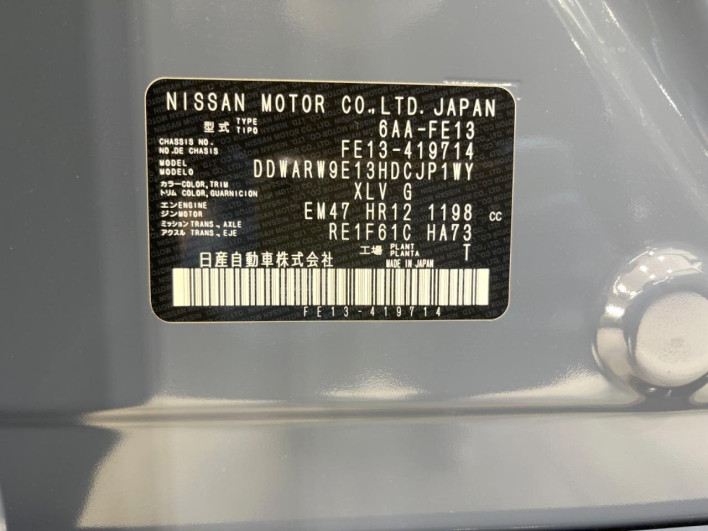 NISSAN MOTOR CO.,LTD. JAPAN
型式 TYPE TIPO 6AA-FE13
CHASSIS NO. NO.DE CHASIS FE13-419714
MODEL MODELO DDWARW9E13HDCJP1WY
カラー COLOR,TRIM トリム COLOR,GUARNICION XLV G
エンジン ENGINE MOTOR EM47 HR12 1198 cc
ミッション TRANS., AXLE アクスル TRANS., EJE RE1F61C HA73
工場 PLANT PLANTA T
日産自動車株式会社 MADE IN JAPAN
FE13-419714